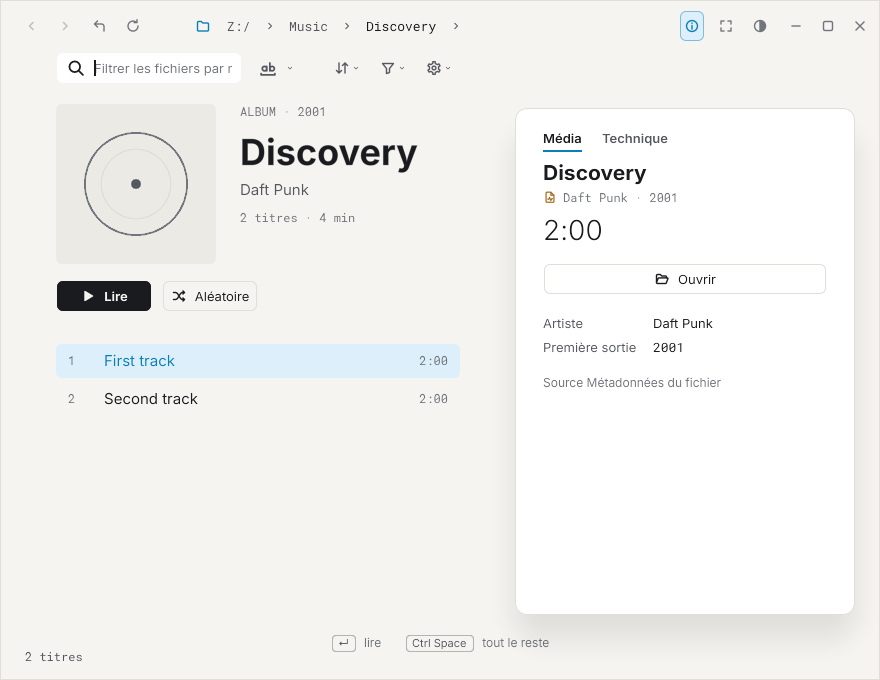 Z:/ Music Discovery
Filtrer les fichiers par r
ab
ALBUM · 2001
Discovery
Daft Punk
2 titres · 4 min
Lire
Aléatoire
1 First track 2:00
2 Second track 2:00
Média Technique
Discovery
Daft Punk · 2001
2:00
Ouvrir
Artiste Daft Punk
Première sortie 2001
Source Métadonnées du fichier
lire Ctrl Space tout le reste
2 titres